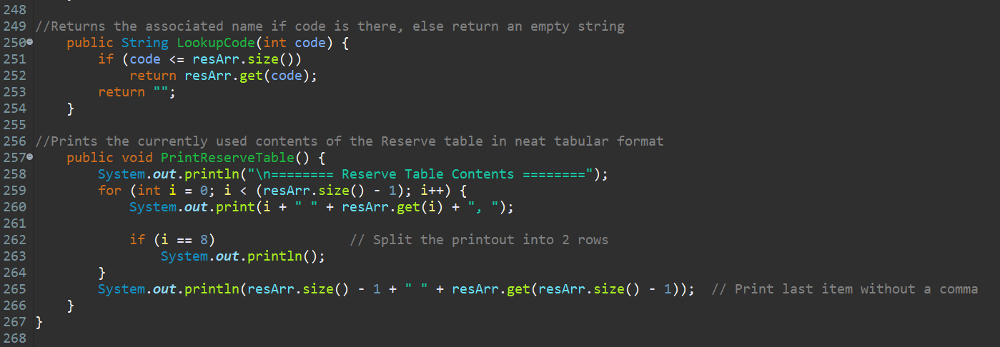 248
249 //Returns the associated name if code is there, else return an empty string
250     public String LookupCode(int code) {
251         if (code <= resArr.size())
252             return resArr.get(code);
253         return "";
254     }
255
256 //Prints the currently used contents of the Reserve table in neat tabular format
257     public void PrintReserveTable() {
258         System.out.println("\n======== Reserve Table Contents ========");
259         for (int i = 0; i < (resArr.size() - 1); i++) {
260             System.out.print(i + " " + resArr.get(i) + ", ");
261
262             if (i == 8)                 // Split the printout into 2 rows
263                 System.out.println();
264         }
265         System.out.println(resArr.size() - 1 + " " + resArr.get(resArr.size() - 1));  // Print last item without a comma
266     }
267 }
268